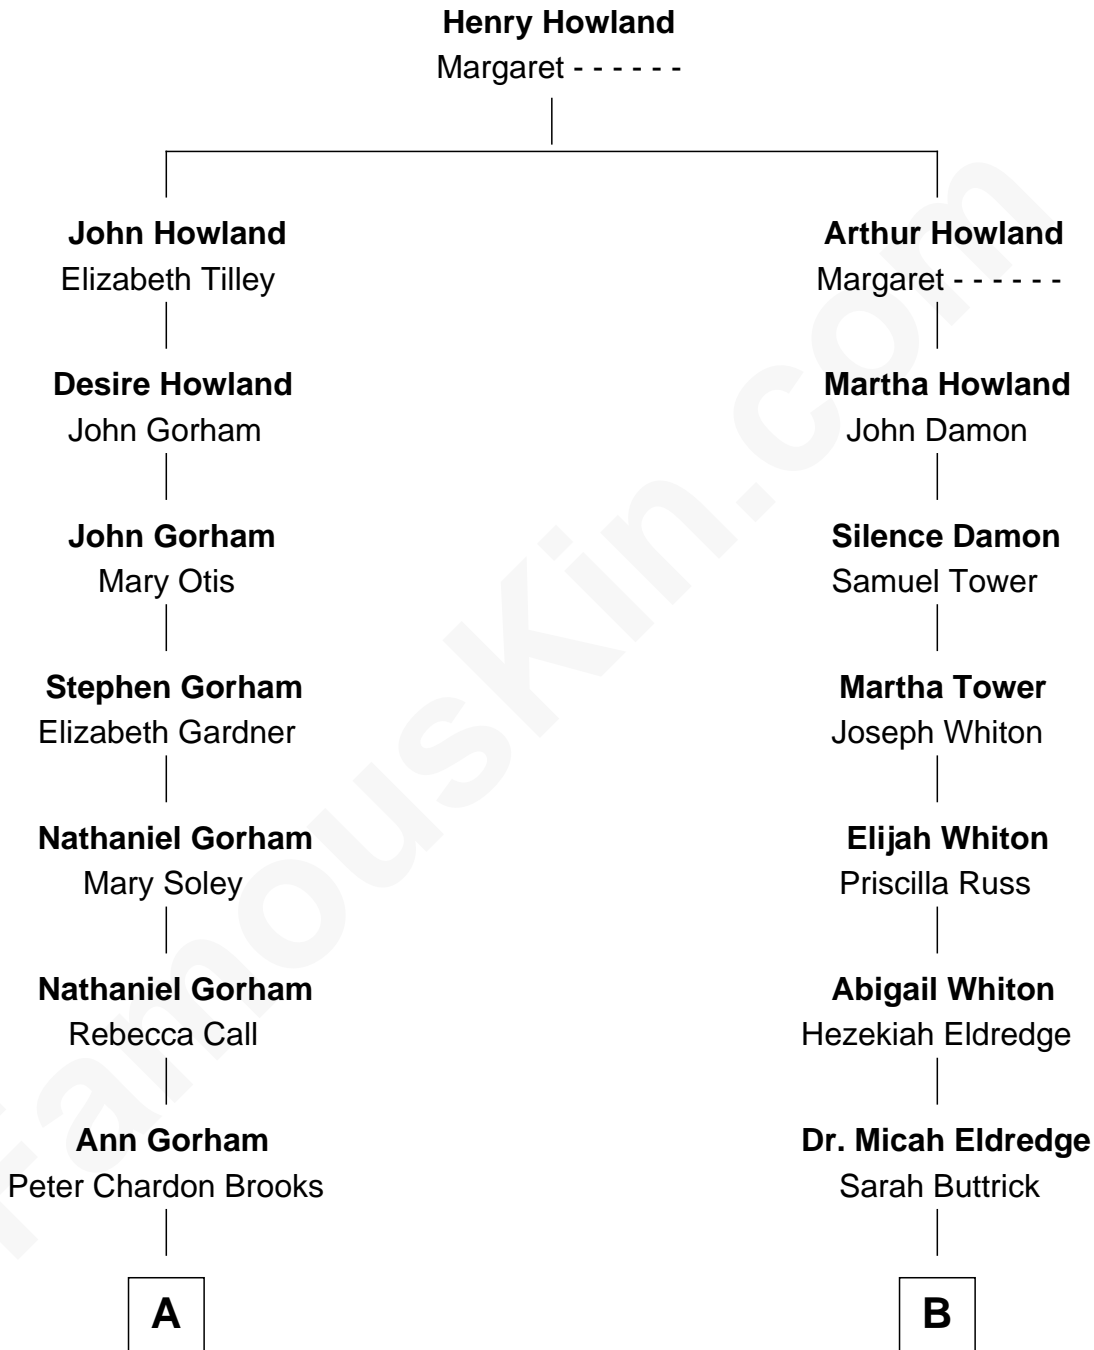 Henry Howland
Margaret - - - - - -
John Howland
Elizabeth Tilley
Arthur Howland
Margaret - - - - - -
Desire Howland
John Gorham
Martha Howland
John Damon
John Gorham
Mary Otis
Silence Damon
Samuel Tower
Stephen Gorham
Elizabeth Gardner
Martha Tower
Joseph Whiton
Nathaniel Gorham
Mary Soley
Elijah Whiton
Priscilla Russ
Nathaniel Gorham
Rebecca Call
Abigail Whiton
Hezekiah Eldredge
Ann Gorham
Peter Chardon Brooks
Dr. Micah Eldredge
Sarah Buttrick
A
B
FamousKin.com